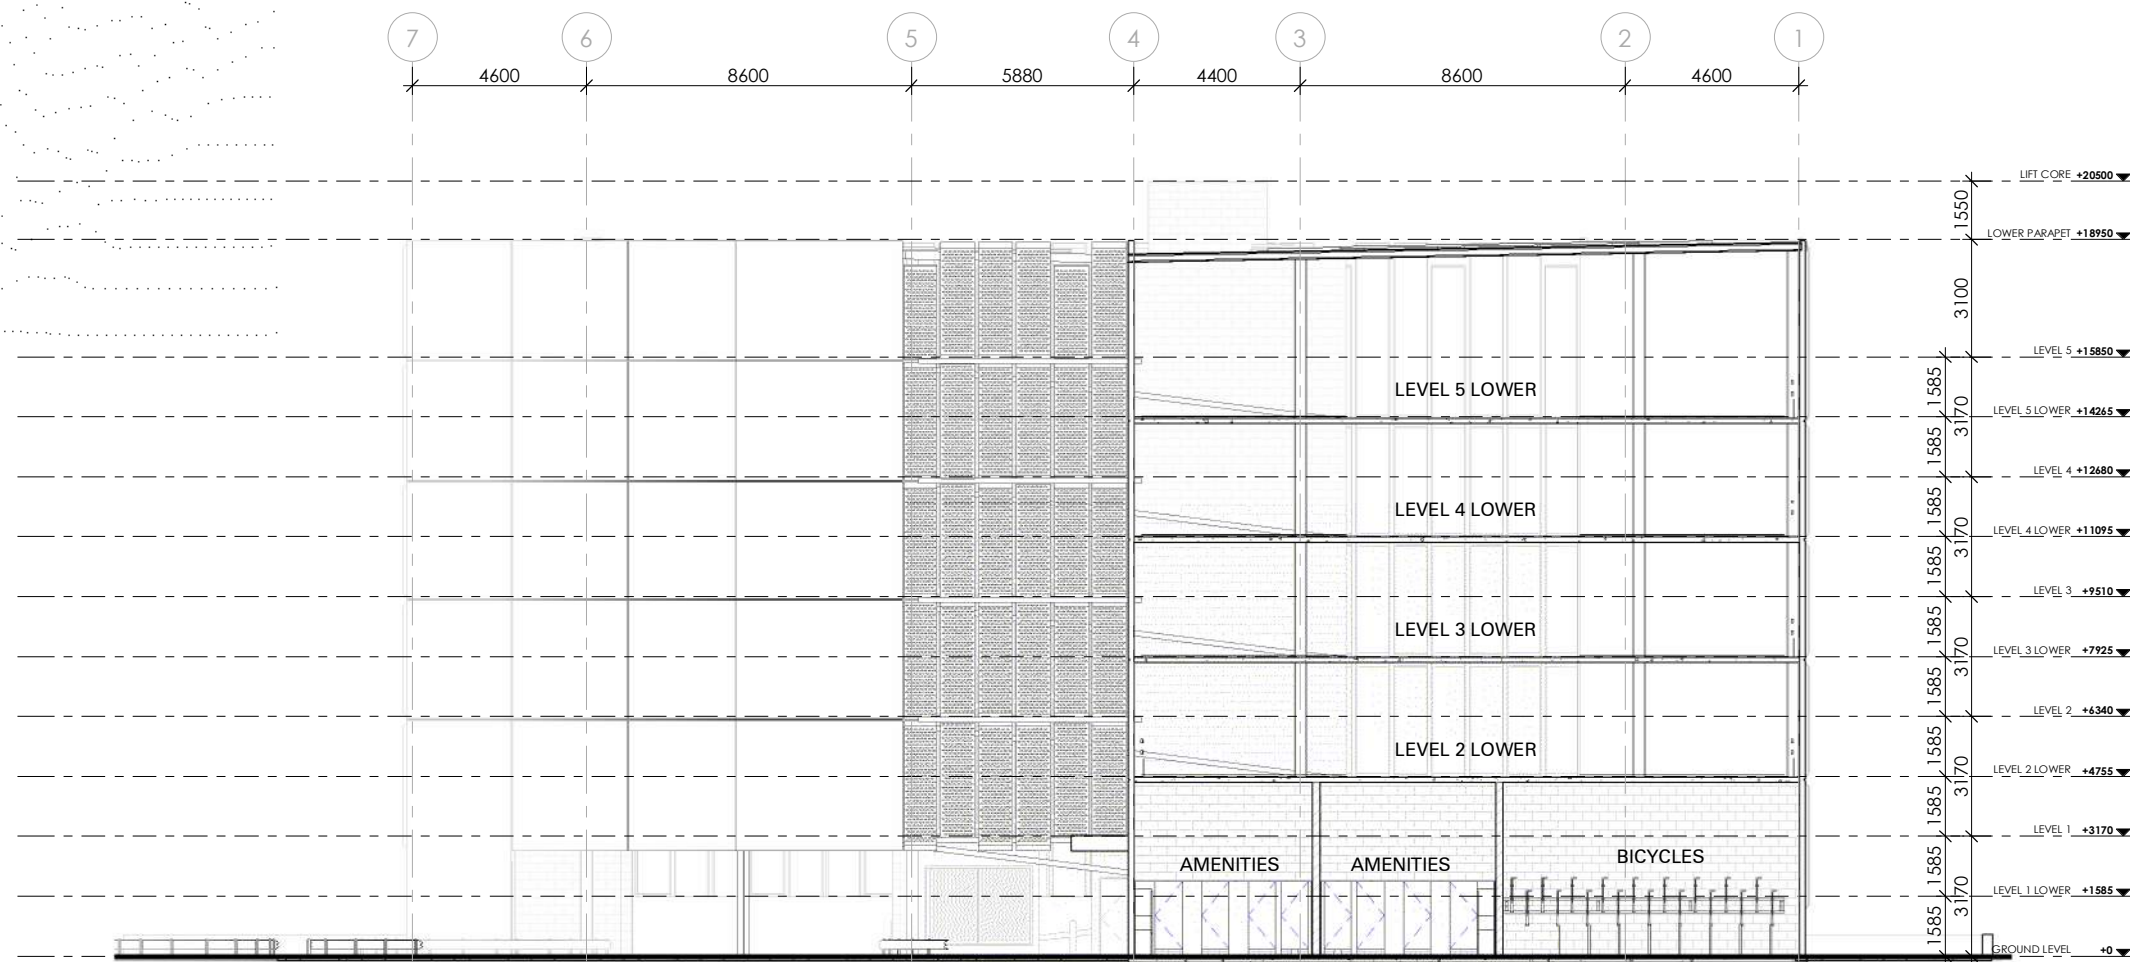 7 6 5 4 3 2 1
4600 8600 5880 4400 8600 4600
LIFT CORE +20500
1550
LOWER PARAPET +18950
3100
LEVEL 5 +15850
1585
LEVEL 5 LOWER
LEVEL 5 LOWER +14265
3170
1585
LEVEL 4 +12680
1585
LEVEL 4 LOWER
LEVEL 4 LOWER +11095
3170
1585
LEVEL 3 +9510
1585
LEVEL 3 LOWER
LEVEL 3 LOWER +7925
3170
1585
LEVEL 2 +6340
1585
LEVEL 2 LOWER
LEVEL 2 LOWER +4755
3170
1585
LEVEL 1 +3170
AMENITIES AMENITIES BICYCLES
1585
LEVEL 1 LOWER +1585
3170
1585
GROUND LEVEL +0